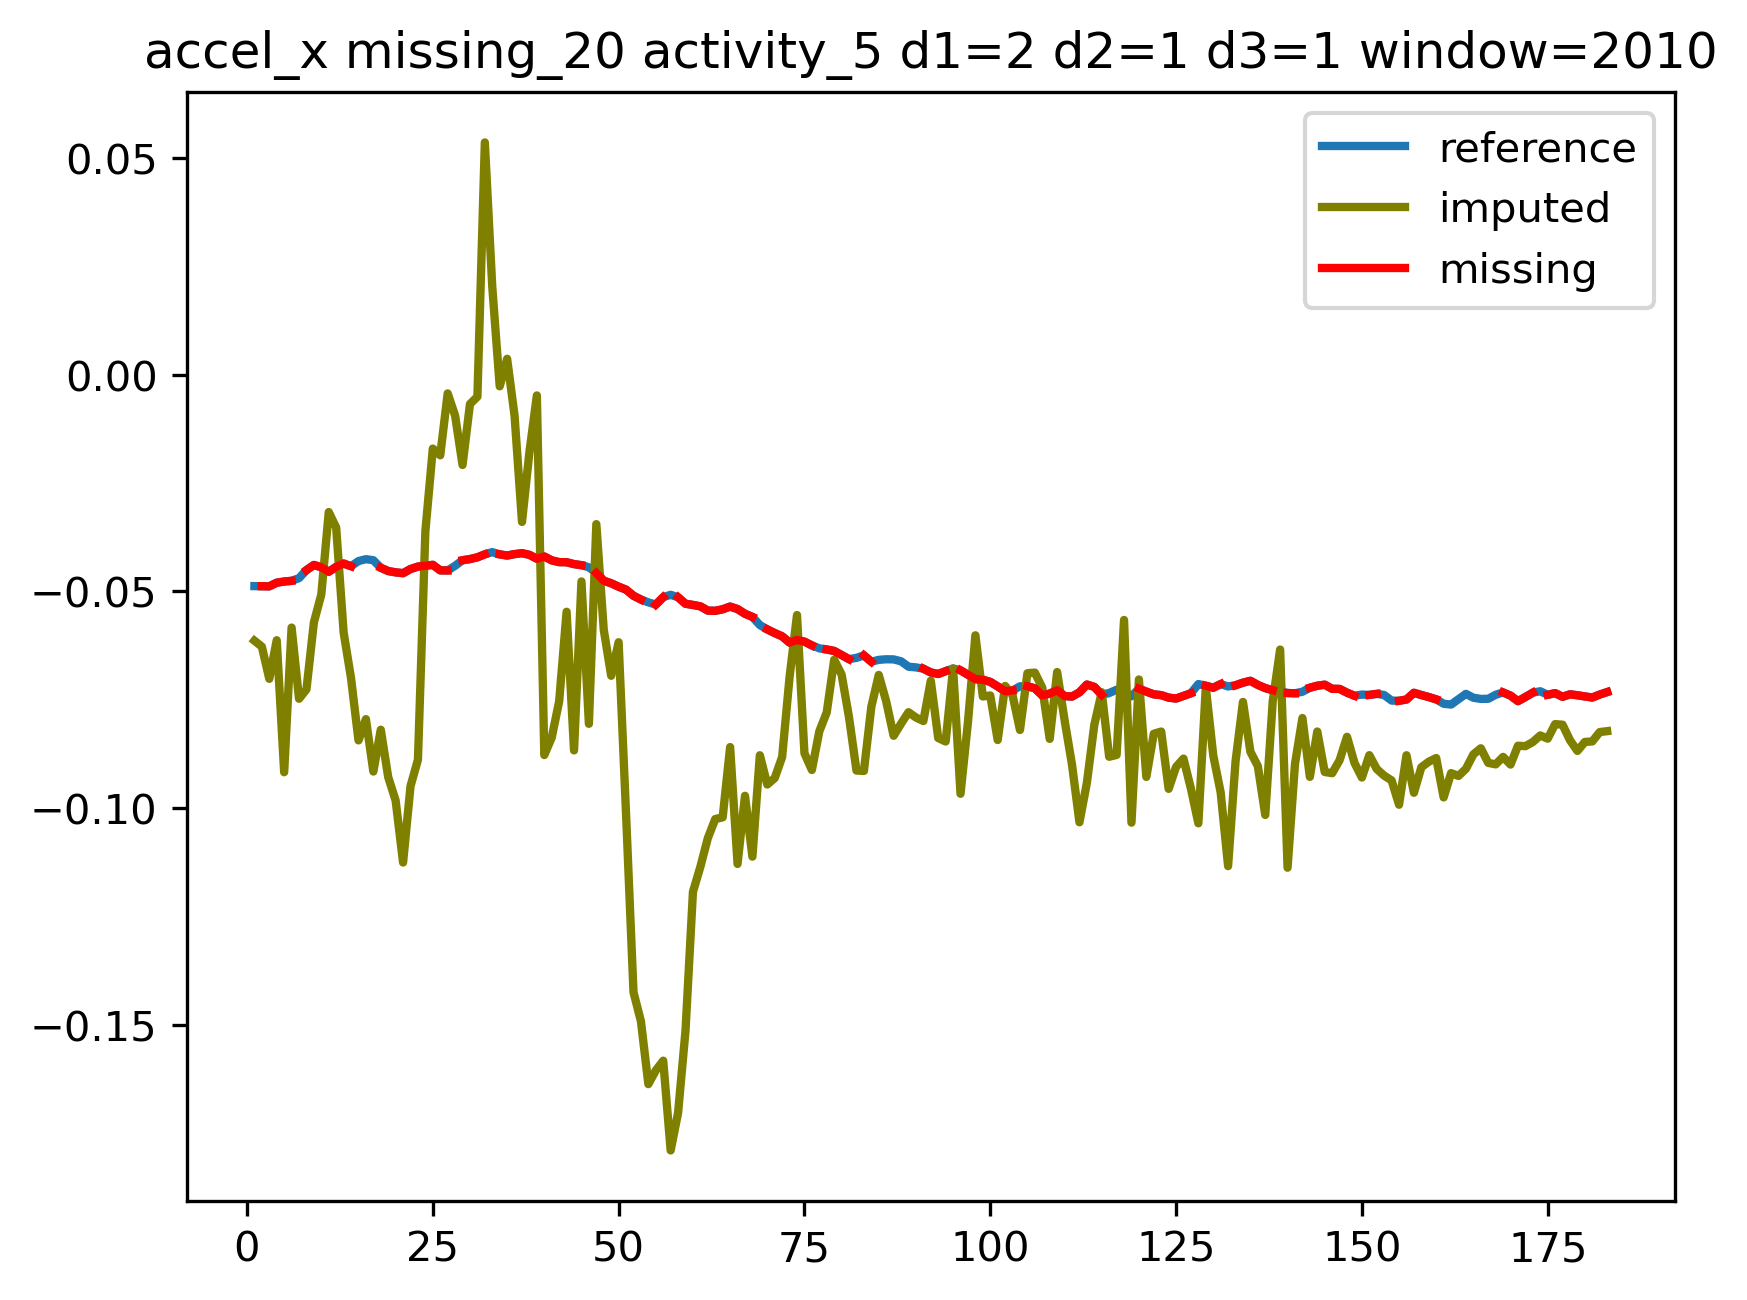 accel_x missing_20 activity_5 d1=2 d2=1 d3=1 window=2010
reference
imputed
missing
0.05
0.00
−0.05
−0.10
−0.15
0 25 50 75 100 125 150 175